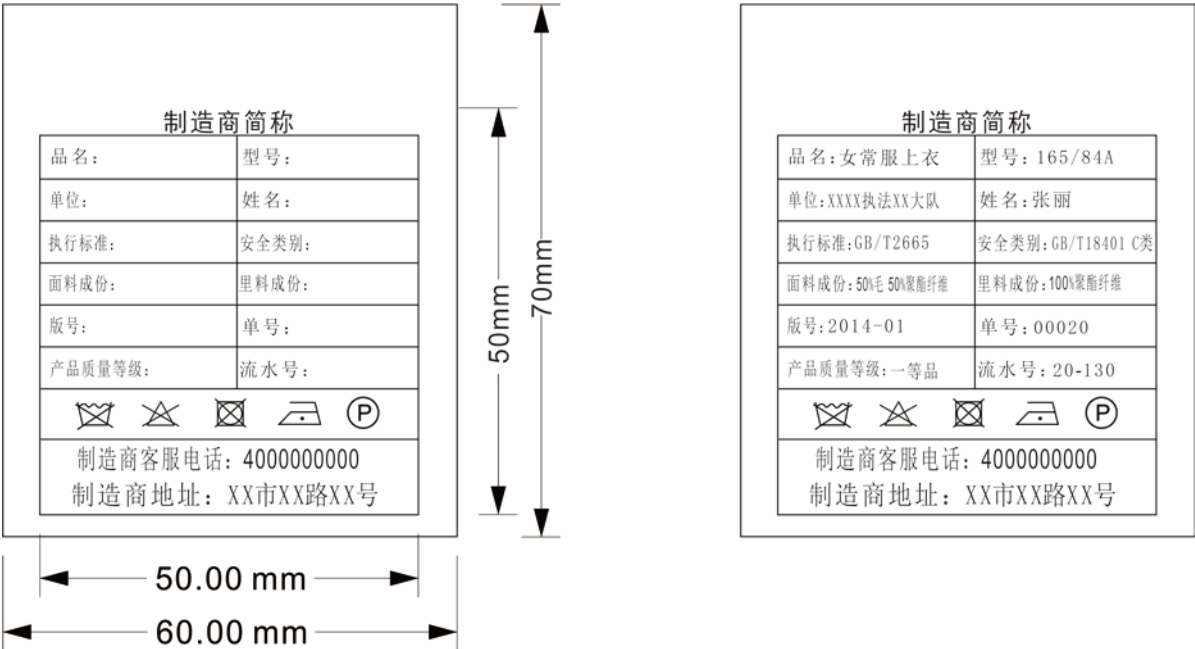 制造商简称
品名： 型号：
单位： 姓名：
执行标准： 安全类别：
面料成份： 里料成份：
版号： 单号：
产品质量等级： 流水号：
P
制造商客服电话：4000000000
制造商地址：XX市XX路XX号
50mm
70mm
50.00 mm
60.00 mm
制造商简称
品名：女常服上衣 型号：165/84A
单位：XXXX执法XX大队 姓名：张丽
执行标准：GB/T2665 安全类别：GB/T18401 C类
面料成份：50%毛 50%聚酯纤维 里料成份：100%聚酯纤维
版号：2014-01 单号：00020
产品质量等级：一等品 流水号：20-130
P
制造商客服电话：4000000000
制造商地址：XX市XX路XX号